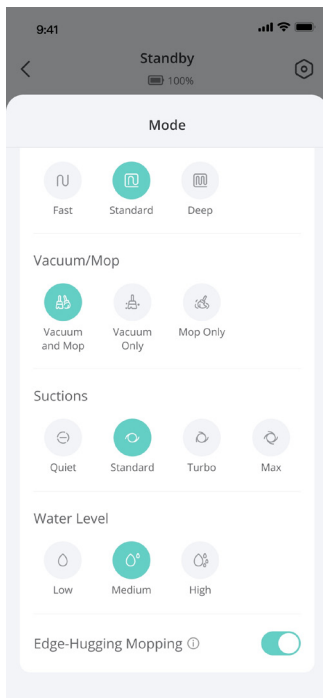 9:41
Standby
100%
Mode
Fast Standard Deep
Vacuum/Mop
Vacuum and Mop Vacuum Only Mop Only
Suctions
Quiet Standard Turbo Max
Water Level
Low Medium High
Edge-Hugging Mopping